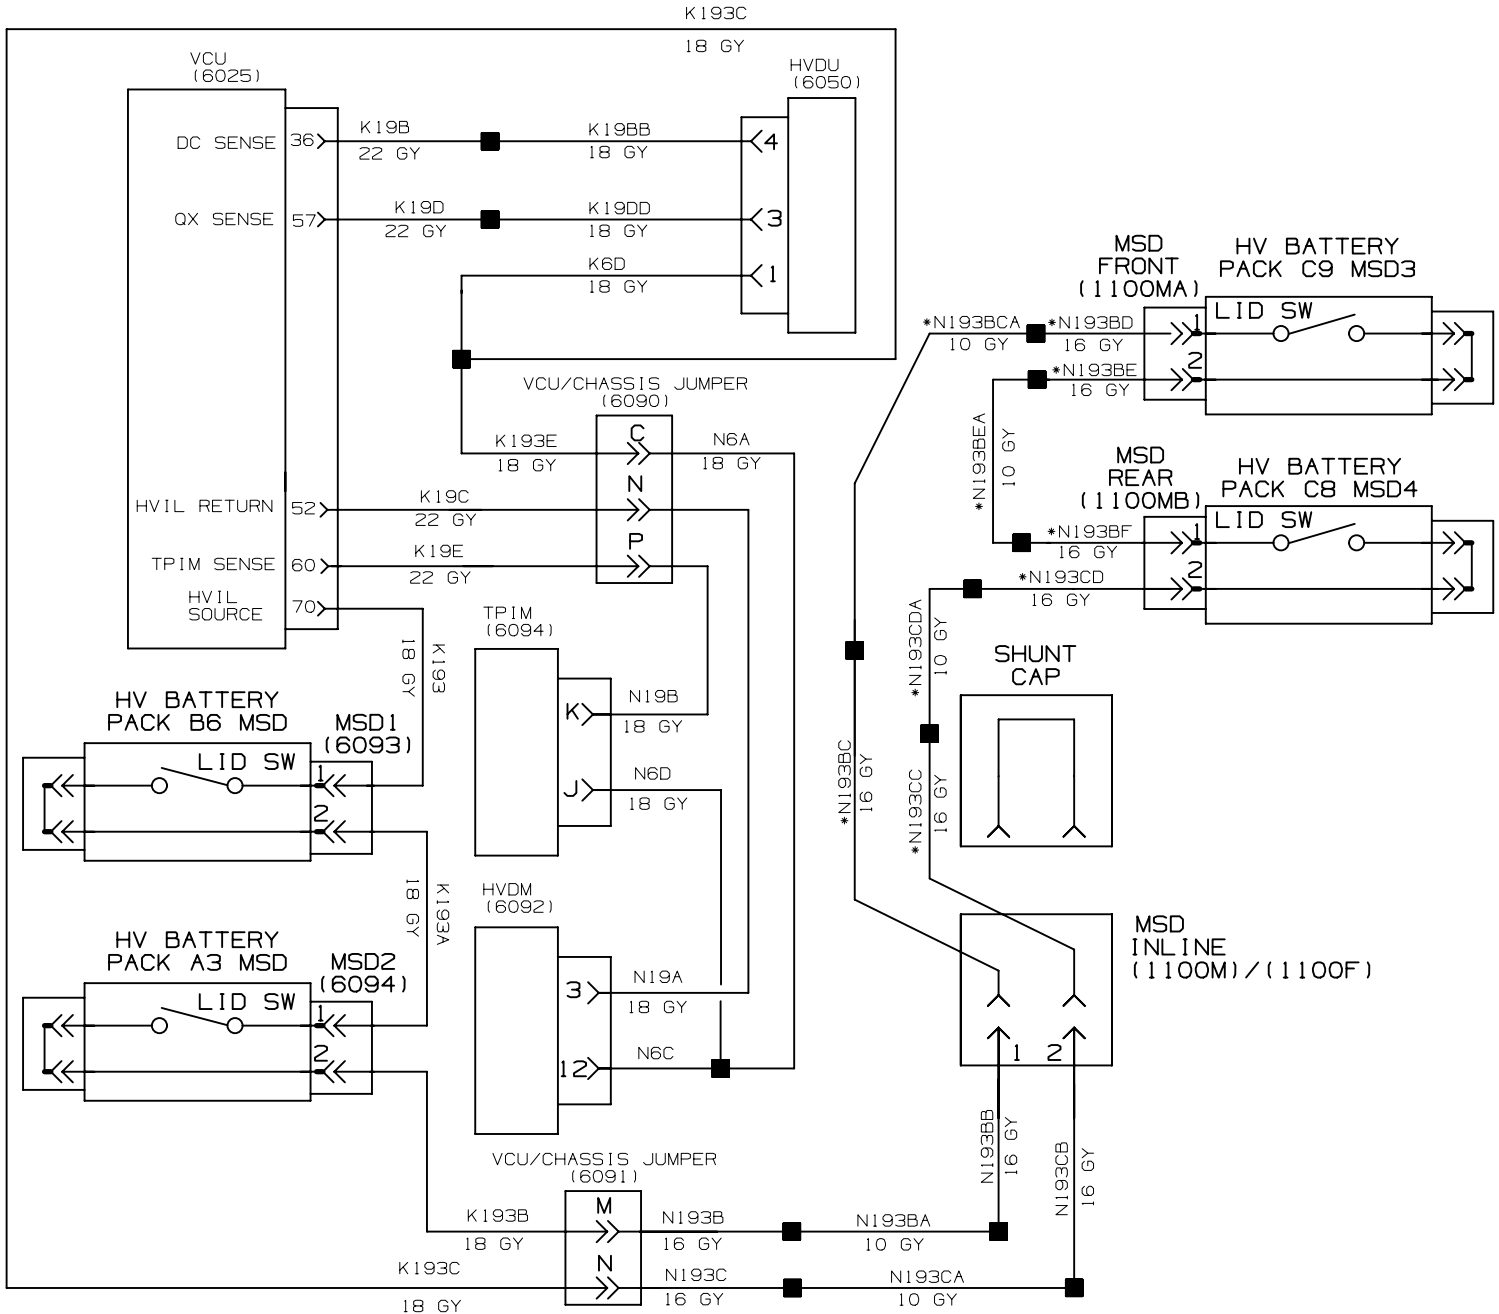 K193C
18 GY
VCU
(6025)
HVDU
(6050)
DC SENSE
36
K19B
22 GY
K19BB
18 GY
4
QX SENSE
57
K19D
22 GY
K19DD
18 GY
3
K6D
18 GY
1
MSD
FRONT
(1100MA)
HV BATTERY
PACK C9 MSD3
LID SW
1
2
*N193BCA
10 GY
*N193BD
16 GY
*N193BE
16 GY
*N193BEA
10 GY
VCU/CHASSIS JUMPER
(6090)
K193E
18 GY
C
N6A
18 GY
HVIL RETURN
52
K19C
22 GY
N
TPIM SENSE
60
K19E
22 GY
P
HVIL
SOURCE
70
K193
18 GY
MSD
REAR
(1100MB)
HV BATTERY
PACK C8 MSD4
LID SW
1
2
*N193BF
16 GY
*N193CD
16 GY
*N193CDA
10 GY
TPIM
(6094)
K
N19B
18 GY
J
N6D
18 GY
SHUNT
CAP
HV BATTERY
PACK B6 MSD
MSD1
(6093)
LID SW
1
2
*N193BC
16 GY
*N193CC
16 GY
K193A
18 GY
HVDM
(6092)
3
N19A
18 GY
12
N6C
HV BATTERY
PACK A3 MSD
MSD2
(6094)
LID SW
1
2
MSD
INLINE
(1100M)/(1100F)
1
2
N193BB
16 GY
N193CB
16 GY
VCU/CHASSIS JUMPER
(6091)
K193B
18 GY
M
N193B
16 GY
N193BA
10 GY
K193C
18 GY
N
N193C
16 GY
N193CA
10 GY